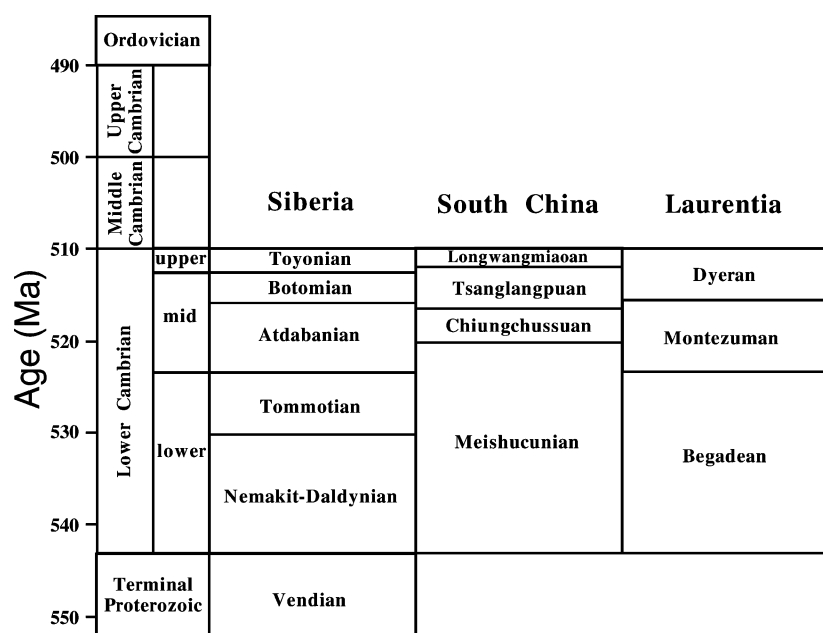 Ordovician
490
Upper
Cambrian
500
Middle
Cambrian
Siberia
South China
Laurentia
510
upper
Toyonian
Longwangmiaoan
Dyeran
Botomian
Tsanglangpuan
mid
Atdabanian
Chiungchussuan
Montezuman
520
Age (Ma)
Lower Cambrian
Tommotian
530
lower
Meishucunian
Begadean
Nemakit-Daldynian
540
Terminal
Proterozoic
Vendian
550